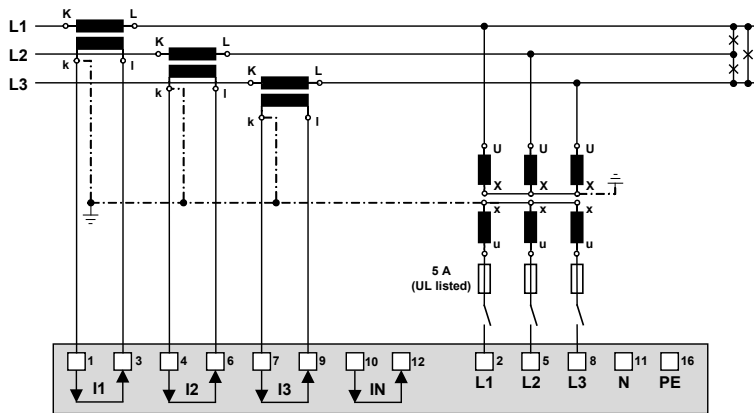 L1 K L
L2 K L
L3 K L
k l
k l
k l
U U U
X X X
x x x
u u u
5 A
(UL listed)
1 3 4 6 7 9 10 12 2 5 8 11 16
I1 I2 I3 IN L1 L2 L3 N PE